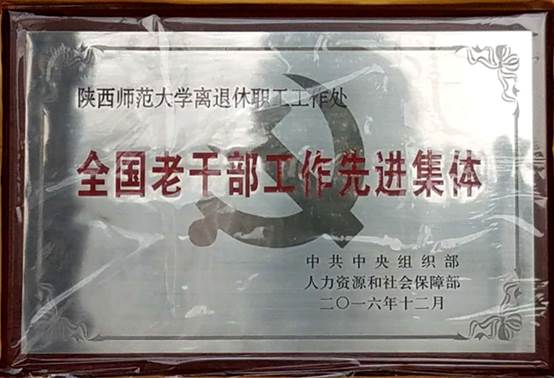 陕西师范大学离退休职工工作处
全国老干部工作先进集体
中共中央组织部
人力资源和社会保障部
二〇一六年十二月